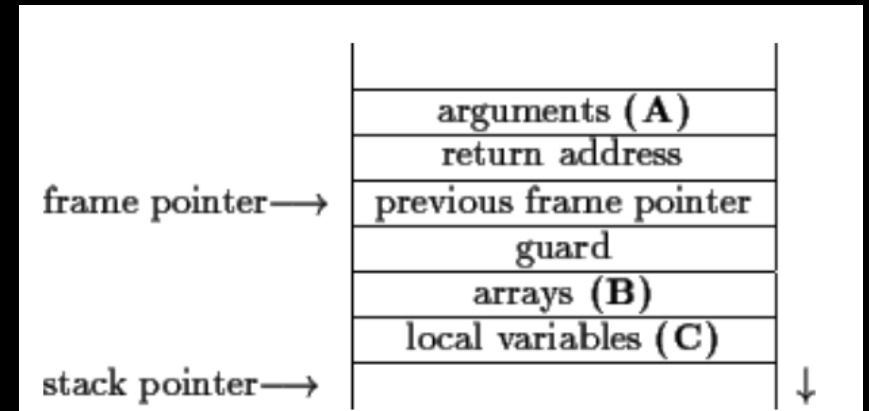 arguments (A)
return address
frame pointer⟶ previous frame pointer
guard
arrays (B)
local variables (C)
stack pointer⟶ ↓